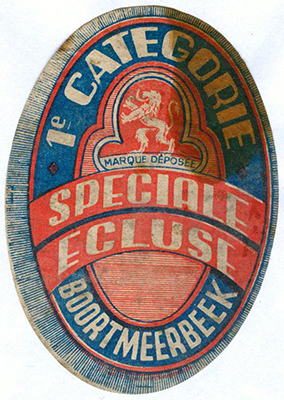 1e CATEGORIE
MARQUE DÉPOSÉE
SPECIALE
ECLUSE
BOORTMEERBEEK